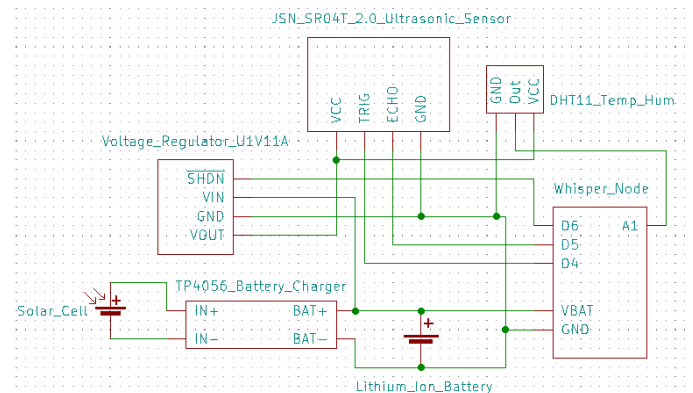 JSN_SR04T_2.0_Ultrasonic_Sensor
VCC
TRIG
ECHO
GND
GND
Out
VCC
DHT11_Temp_Hum
Voltage_Regulator_U1V11A
SHDN
VIN
GND
VOUT
Whisper_Node
D6
A1
D5
D4
VBAT
GND
TP4056_Battery_Charger
Solar_Cell
+
IN+
BAT+
IN-
BAT-
+
Lithium_Ion_Battery